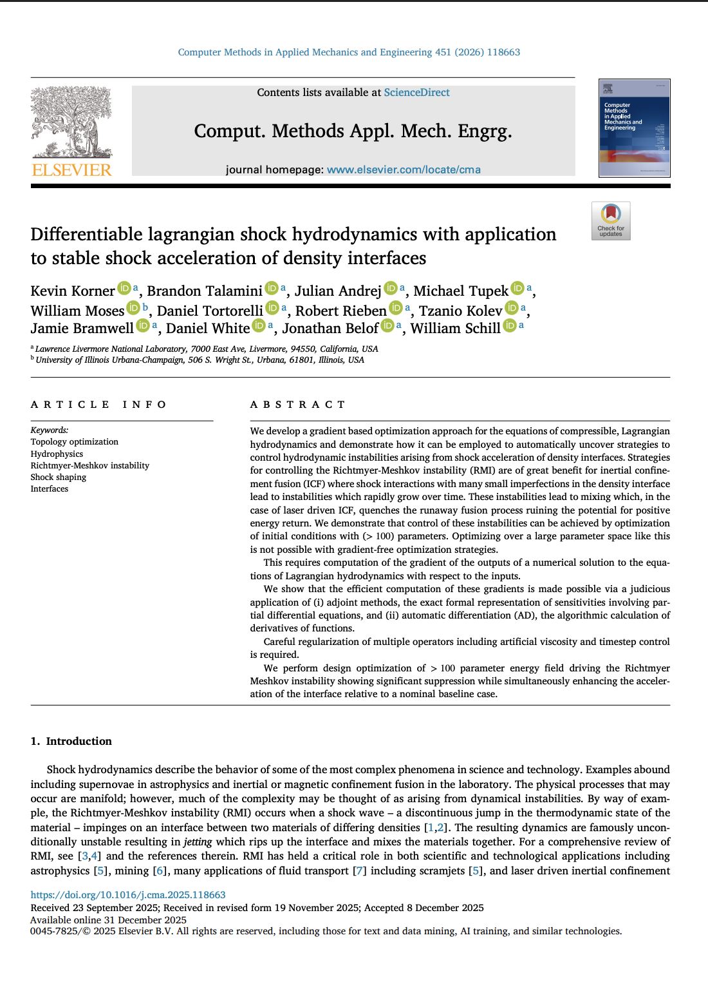 Computer Methods in Applied Mechanics and Engineering 451 (2026) 118663
Contents lists available at ScienceDirect
Comput. Methods Appl. Mech. Engrg.
journal homepage: www.elsevier.com/locate/cma
ELSEVIER
Computer
Methods
in Applied
Mechanics and
Engineering
Check for
updates
Differentiable lagrangian shock hydrodynamics with application
to stable shock acceleration of density interfaces
Kevin Korner iD a, Brandon Talamini iD a, Julian Andrej iD a, Michael Tupek iD a,
William Moses iD b, Daniel Tortorelli iD a, Robert Rieben iD a, Tzanio Kolev iD a,
Jamie Bramwell iD a, Daniel White iD a, Jonathan Belof iD a, William Schill iD a
a Lawrence Livermore National Laboratory, 7000 East Ave, Livermore, 94550, California, USA
b University of Illinois Urbana-Champaign, 506 S. Wright St., Urbana, 61801, Illinois, USA
ARTICLE INFO
Keywords:
Topology optimization
Hydrophysics
Richtmyer-Meshkov instability
Shock shaping
Interfaces
ABSTRACT
We develop a gradient based optimization approach for the equations of compressible, Lagrangian
hydrodynamics and demonstrate how it can be employed to automatically uncover strategies to
control hydrodynamic instabilities arising from shock acceleration of density interfaces. Strategies
for controlling the Richtmyer-Meshkov instability (RMI) are of great benefit for inertial confine-
ment fusion (ICF) where shock interactions with many small imperfections in the density interface
lead to instabilities which rapidly grow over time. These instabilities lead to mixing which, in the
case of laser driven ICF, quenches the runaway fusion process ruining the potential for positive
energy return. We demonstrate that control of these instabilities can be achieved by optimization
of initial conditions with (> 100) parameters. Optimizing over a large parameter space like this
is not possible with gradient-free optimization strategies.
This requires computation of the gradient of the outputs of a numerical solution to the equa-
tions of Lagrangian hydrodynamics with respect to the inputs.
We show that the efficient computation of these gradients is made possible via a judicious
application of (i) adjoint methods, the exact formal representation of sensitivities involving par-
tial differential equations, and (ii) automatic differentiation (AD), the algorithmic calculation of
derivatives of functions.
Careful regularization of multiple operators including artificial viscosity and timestep control
is required.
We perform design optimization of > 100 parameter energy field driving the Richtmyer
Meshkov instability showing significant suppression while simultaneously enhancing the acceler-
ation of the interface relative to a nominal baseline case.
1. Introduction
Shock hydrodynamics describe the behavior of some of the most complex phenomena in science and technology. Examples abound
including supernovae in astrophysics and inertial or magnetic confinement fusion in the laboratory. The physical processes that may
occur are manifold; however, much of the complexity may be thought of as arising from dynamical instabilities. By way of exam-
ple, the Richtmyer-Meshkov instability (RMI) occurs when a shock wave – a discontinuous jump in the thermodynamic state of the
material – impinges on an interface between two materials of differing densities [1,2]. The resulting dynamics are famously uncon-
ditionally unstable resulting in jetting which rips up the interface and mixes the materials together. For a comprehensive review of
RMI, see [3,4] and the references therein. RMI has held a critical role in both scientific and technological applications including
astrophysics [5], mining [6], many applications of fluid transport [7] including scramjets [5], and laser driven inertial confinement
https://doi.org/10.1016/j.cma.2025.118663
Received 23 September 2025; Received in revised form 19 November 2025; Accepted 8 December 2025
Available online 31 December 2025
0045-7825/© 2025 Elsevier B.V. All rights are reserved, including those for text and data mining, AI training, and similar technologies.